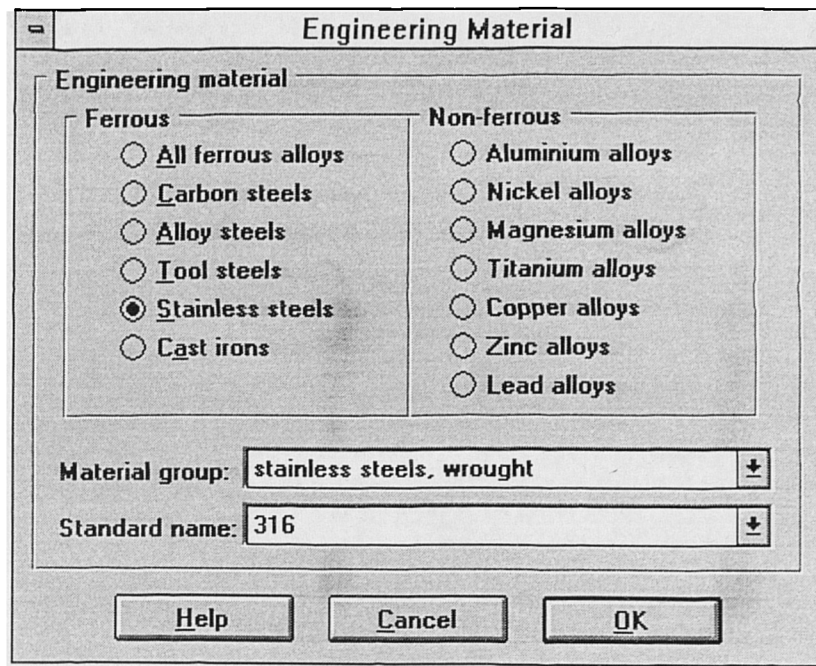 Engineering Material
Engineering material
Ferrous
All ferrous alloys
Carbon steels
Alloy steels
Tool steels
Stainless steels
Cast irons
Non-ferrous
Aluminium alloys
Nickel alloys
Magnesium alloys
Titanium alloys
Copper alloys
Zinc alloys
Lead alloys
Material group: stainless steels, wrought
Standard name: 316
Help Cancel OK